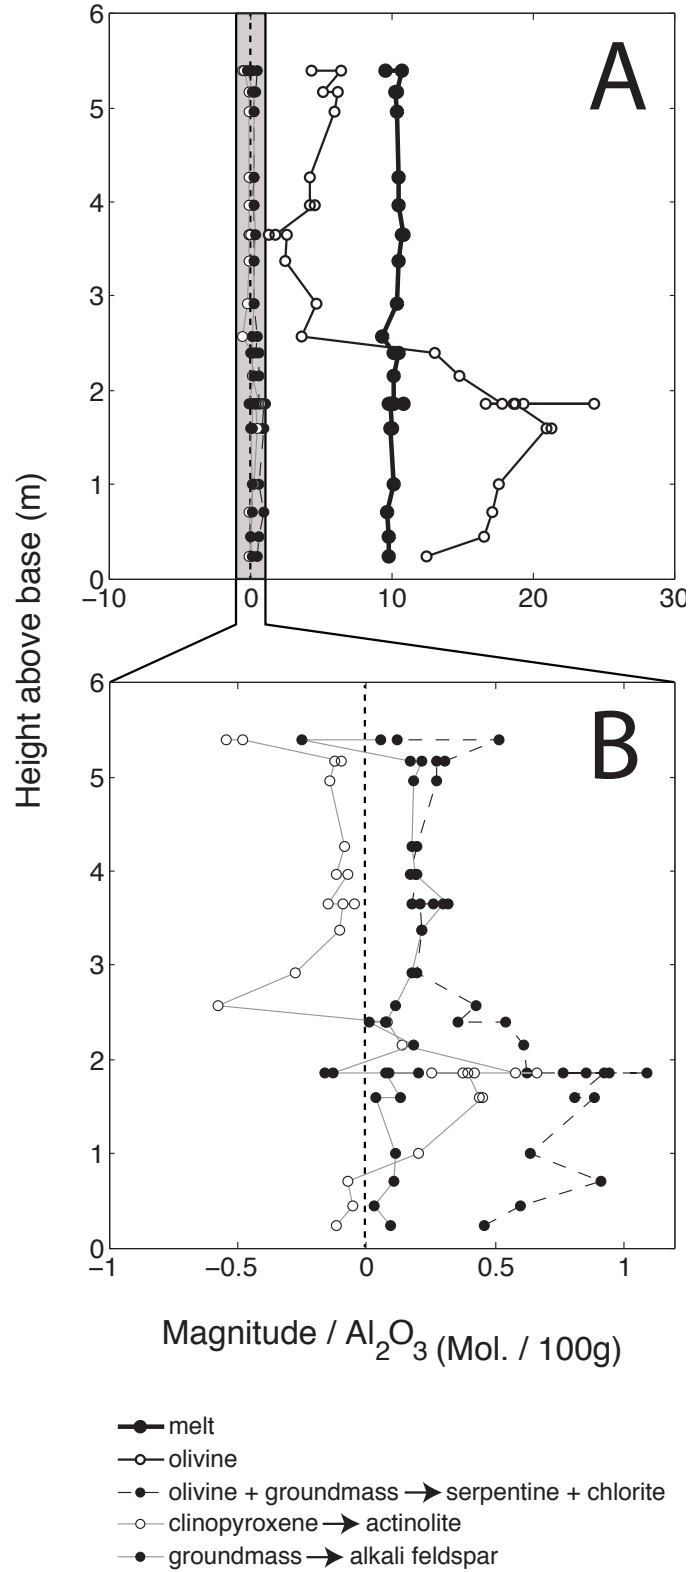 6
5
4
3
2
1
0
A
−10
0
10
20
30
Height above base (m)
6
5
4
3
2
1
0
B
−1
−0.5
0
0.5
1
Magnitude / Al2O3 (Mol. / 100g)
melt
olivine
olivine + groundmass → serpentine + chlorite
clinopyroxene → actinolite
groundmass → alkali feldspar